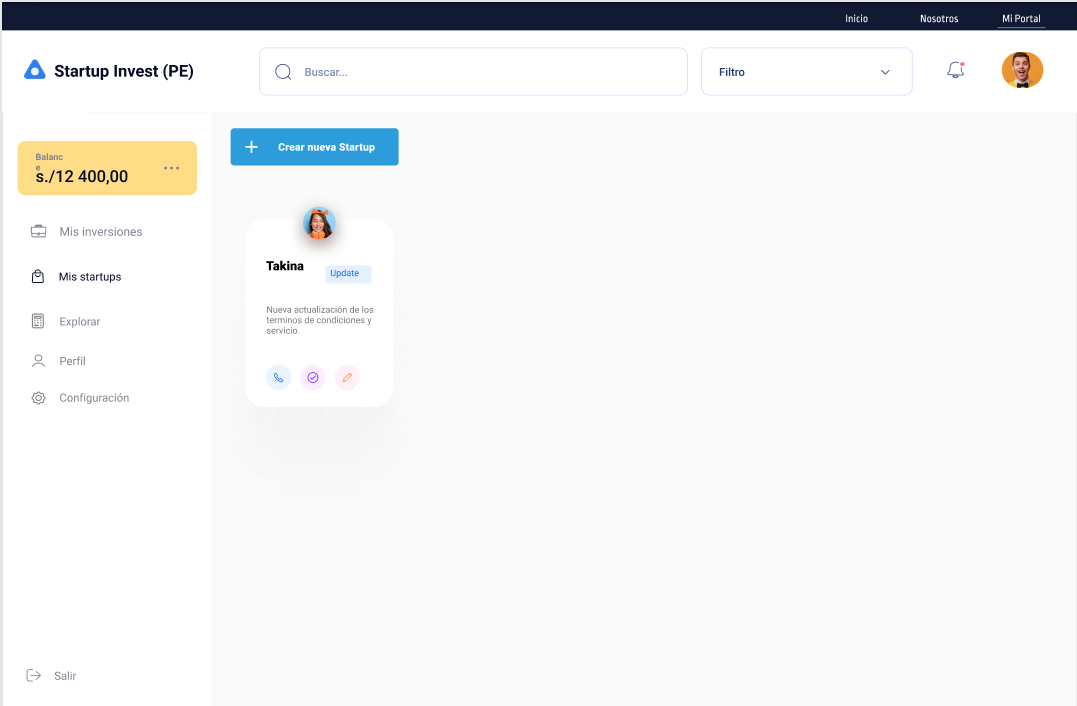 Inicio
Nosotros
Mi Portal
Startup Invest (PE)
Buscar...
Filtro
Balanc
e
s./12 400,00
Crear nueva Startup
Mis inversiones
Mis startups
Explorar
Perfil
Configuración
Salir
Takina
Update
Nueva actualización de los
terminos de condiciones y
servicio.